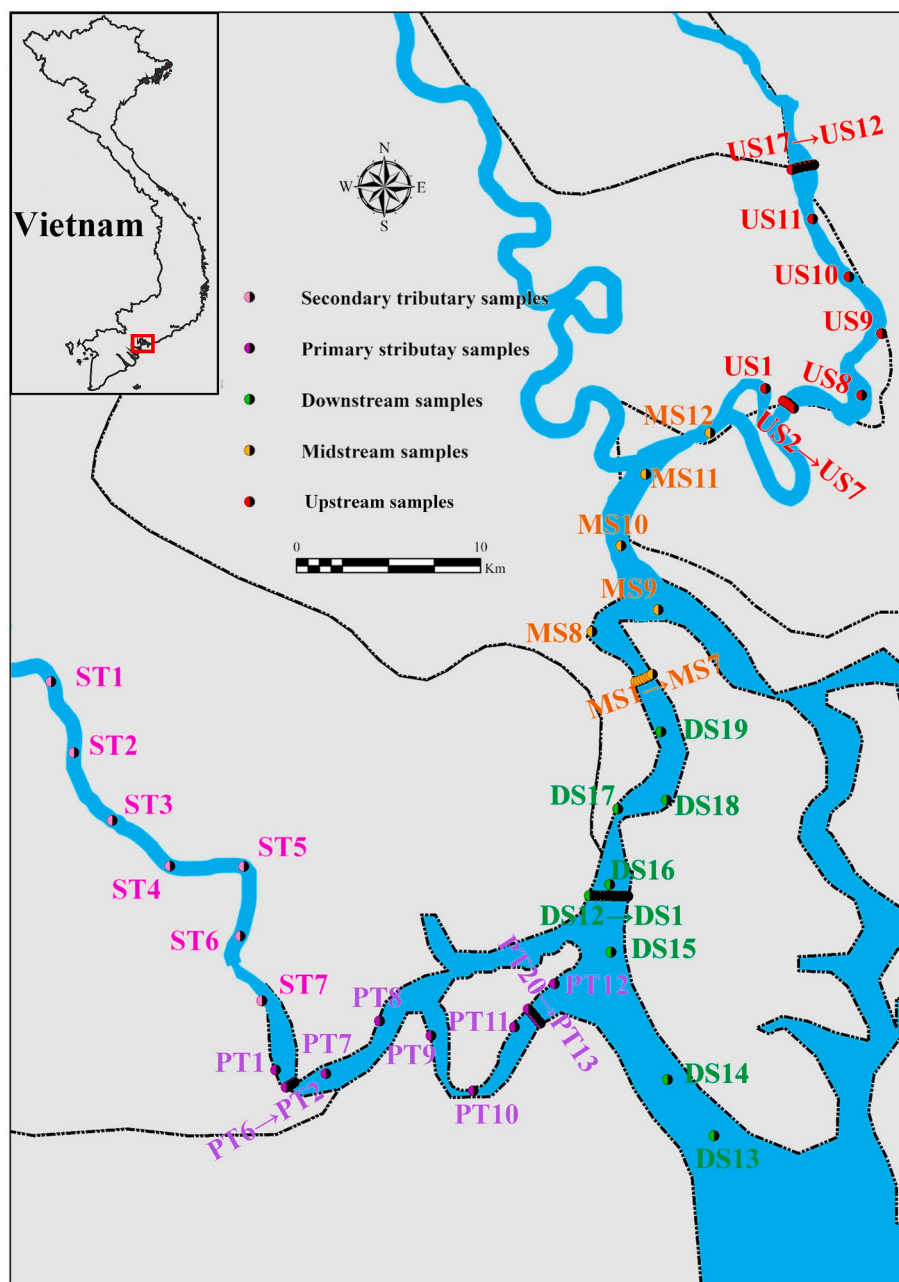 Vietnam
N
W E
S
Secondary tributary samples
Primary stributay samples
Downstream samples
Midstream samples
Upstream samples
0 10
Km
US17→US12
US11
US10
US9
US1
US8
US2→US7
MS12
MS11
MS10
MS9
MS8
MS1→MS7
DS19
DS18
DS17
DS16
DS12→DS1
DS15
DS14
DS13
ST1
ST2
ST3
ST4
ST5
ST6
ST7
PT1
PT6→PT2
PT7
PT8
PT9
PT10
PT11
PT20→PT13
PT12